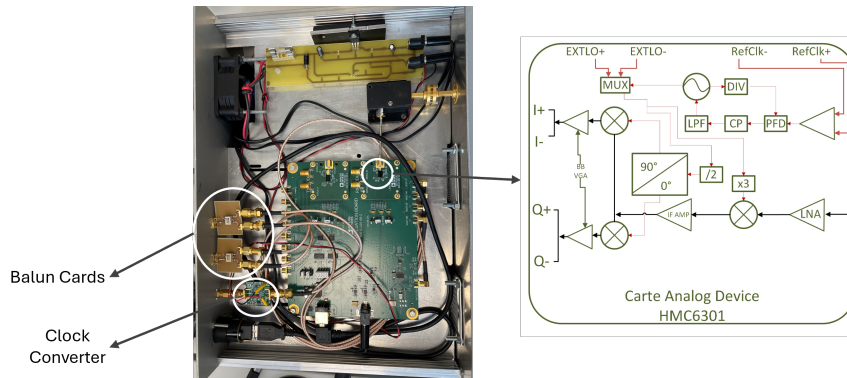 EXTLO+ EXTLO- RefClk- RefClk+
MUX
DIV
I+
LPF CP PFD
I-
BB
VGA
90°
0°
/2
x3
Q+
IF AMP
LNA
Q-
Balun Cards
Clock
Converter
Carte Analog Device
HMC6301